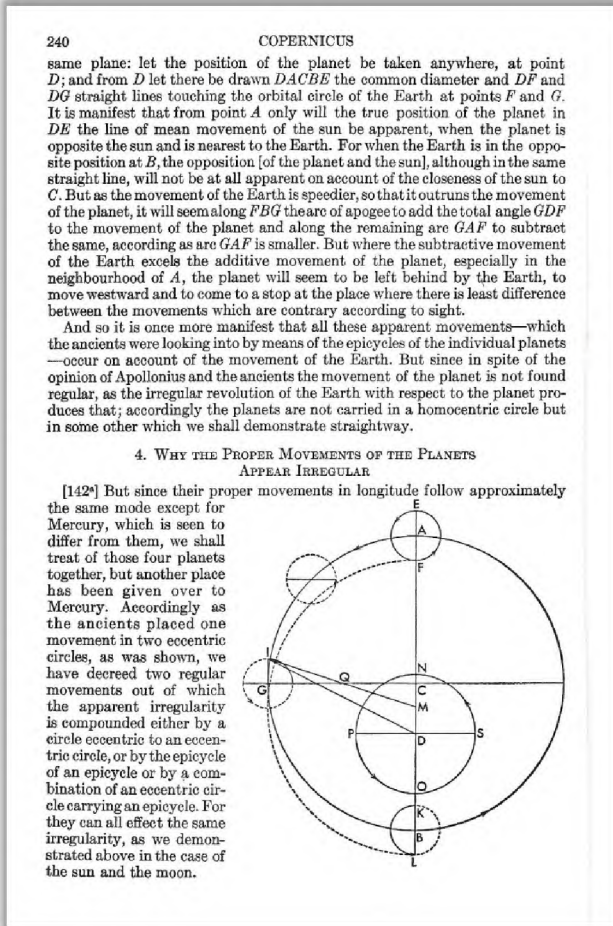 240 COPERNICUS
same plane: let the position of the planet be taken anywhere, at point
D; and from D let there be drawn DACBE the common diameter and DF and
DG straight lines touching the orbital circle of the Earth at points F and G.
It is manifest that from point A only will the true position of the planet in
DE the line of mean movement of the sun be apparent, when the planet is
opposite the sun and is nearest to the Earth. For when the Earth is in the oppo-
site position at B, the opposition [of the planet and the sun], although in the same
straight line, will not be at all apparent on account of the closeness of the sun to
C. But as the movement of the Earth is speedier, so that it outruns the movement
of the planet, it will seem along FBG the arc of apogee to add the total angle GDF
to the movement of the planet and along the remaining arc GAF to subtract
the same, according as arc GAF is smaller. But where the subtractive movement
of the Earth excels the additive movement of the planet, especially in the
neighbourhood of A, the planet will seem to be left behind by the Earth, to
move westward and to come to a stop at the place where there is least difference
between the movements which are contrary according to sight.
And so it is once more manifest that all these apparent movements—which
the ancients were looking into by means of the epicycles of the individual planets
—occur on account of the movement of the Earth. But since in spite of the
opinion of Apollonius and the ancients the movement of the planet is not found
regular, as the irregular revolution of the Earth with respect to the planet pro-
duces that; accordingly the planets are not carried in a homocentric circle but
in some other which we shall demonstrate straightway.
4. WHY THE PROPER MOVEMENTS OF THE PLANETS
APPEAR IRREGULAR
[142ª] But since their proper movements in longitude follow approximately
the same mode except for
Mercury, which is seen to
differ from them, we shall
treat of those four planets
together, but another place
has been given over to
Mercury. Accordingly as
the ancients placed one
movement in two eccentric
circles, as was shown, we
have decreed two regular
movements out of which
the apparent irregularity
is compounded either by a
circle eccentric to an eccen-
tric circle, or by the epicycle
of an epicycle or by a com-
bination of an eccentric cir-
cle carrying an epicycle. For
they can all effect the same
irregularity, as we demon-
strated above in the case of
the sun and the moon.
E
A
F
I
N
Q
G
C
M
P
S
D
O
K
B
L